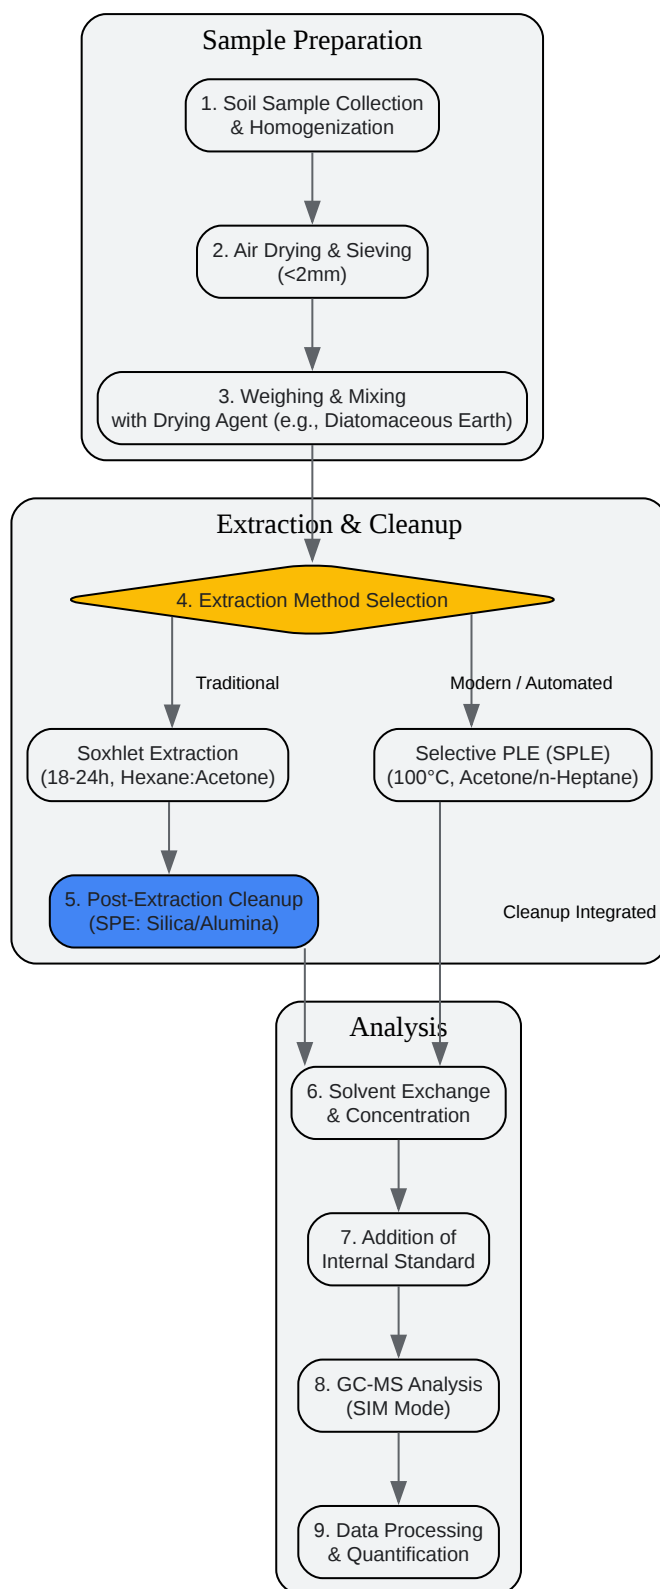 Sample Preparation
1. Soil Sample Collection
& Homogenization
2. Air Drying & Sieving
(<2mm)
3. Weighing & Mixing
with Drying Agent (e.g., Diatomaceous Earth)
Extraction & Cleanup
4. Extraction Method Selection
Traditional
Modern / Automated
Soxhlet Extraction
(18-24h, Hexane:Acetone)
Selective PLE (SPLE)
(100°C, Acetone/n-Heptane)
5. Post-Extraction Cleanup
(SPE: Silica/Alumina)
Cleanup Integrated
Analysis
6. Solvent Exchange
& Concentration
7. Addition of
Internal Standard
8. GC-MS Analysis
(SIM Mode)
9. Data Processing
& Quantification